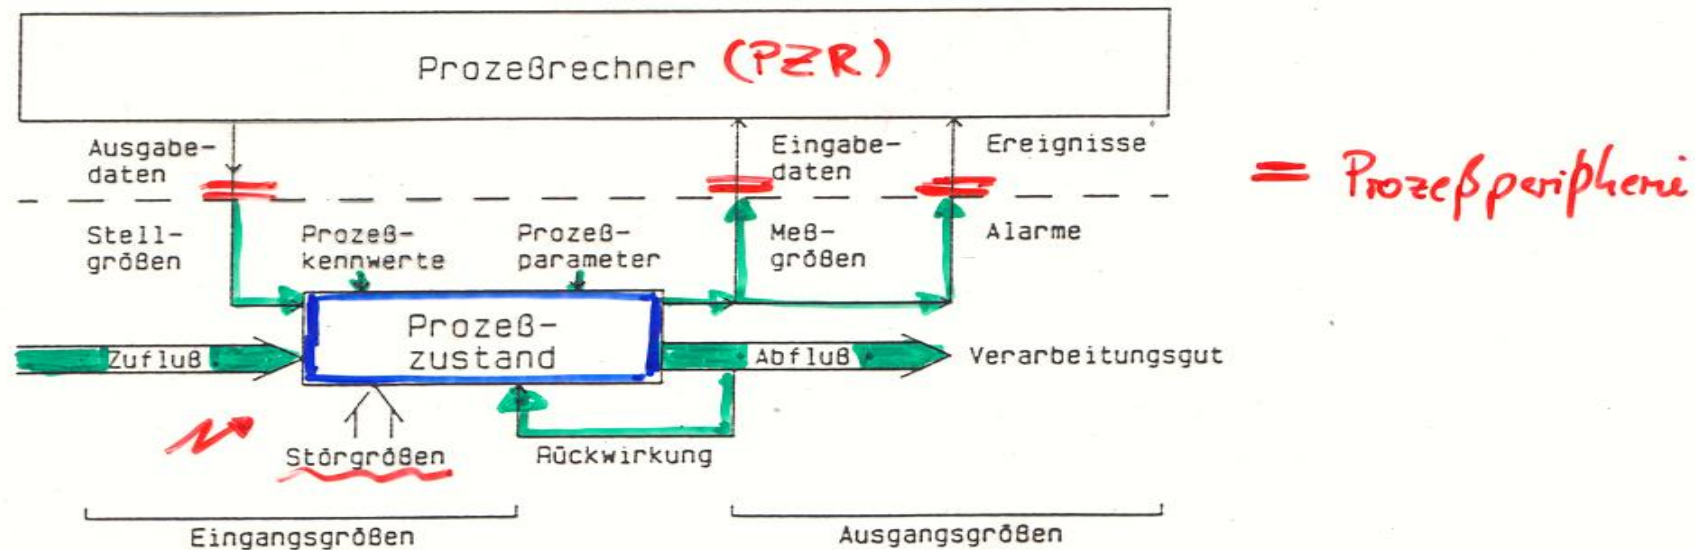 Prozeßrechner (PZR)
Ausgabe-
daten
Eingabe-
daten
Ereignisse
= Prozeßperipherie
Stell-
größen
Prozeß-
kennwerte
Prozeß-
parameter
Meß-
größen
Alarme
Prozeß-
zustand
Zufluß
Abfluß
Verarbeitungsgut
Störgrößen
Rückwirkung
Eingangsgrößen
Ausgangsgrößen